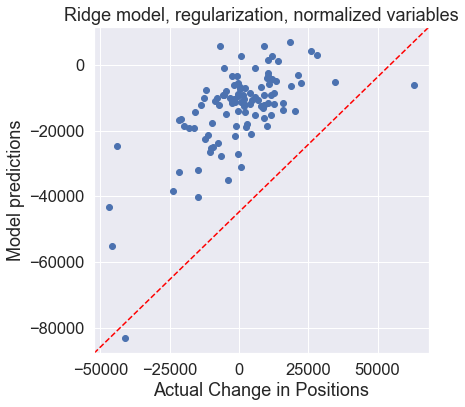 Ridge model, regularization, normalized variables
Model predictions
0
−20000
−40000
−60000
−80000
−50000 −25000 0 25000 50000
Actual Change in Positions